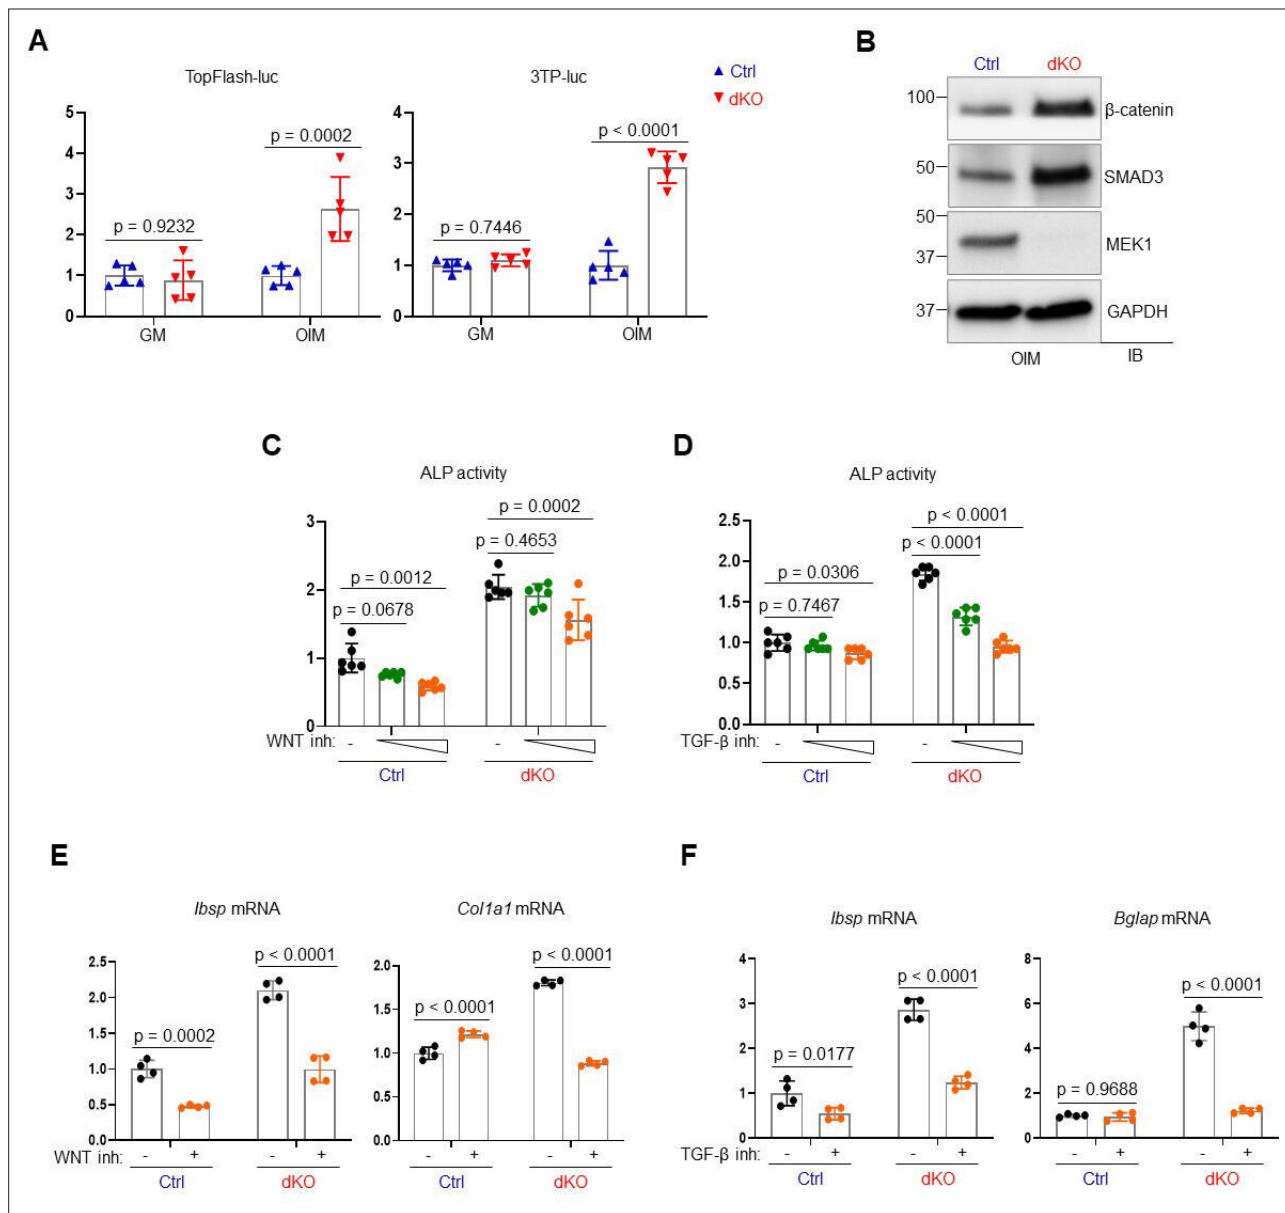 A
TopFlash-luc
5
4
3
2
1
0
p = 0.9232
p = 0.0002
GM
OIM
3TP-luc
4
3
2
1
0
p = 0.7446
p < 0.0001
GM
OIM
Ctrl
dKO
B
Ctrl
dKO
100
β-catenin
50
SMAD3
50
37
MEK1
37
GAPDH
OIM
IB
C
ALP activity
3
2
1
0
p = 0.0012
p = 0.0678
p = 0.0002
p = 0.4653
WNT inh:
-
-
Ctrl
dKO
D
ALP activity
2.5
2.0
1.5
1.0
0.5
0.0
p = 0.0306
p = 0.7467
p < 0.0001
p < 0.0001
TGF-β inh:
-
-
Ctrl
dKO
E
Ibsp mRNA
2.5
2.0
1.5
1.0
0.5
0.0
p = 0.0002
p < 0.0001
WNT inh:
- + - +
Ctrl
dKO
Col1a1 mRNA
2.0
1.5
1.0
0.5
0.0
p < 0.0001
p < 0.0001
- + - +
Ctrl
dKO
F
Ibsp mRNA
4
3
2
1
0
p = 0.0177
p < 0.0001
TGF-β inh:
- + - +
Ctrl
dKO
Bglap mRNA
8
6
4
2
0
p = 0.9688
p < 0.0001
- + - +
Ctrl
dKO